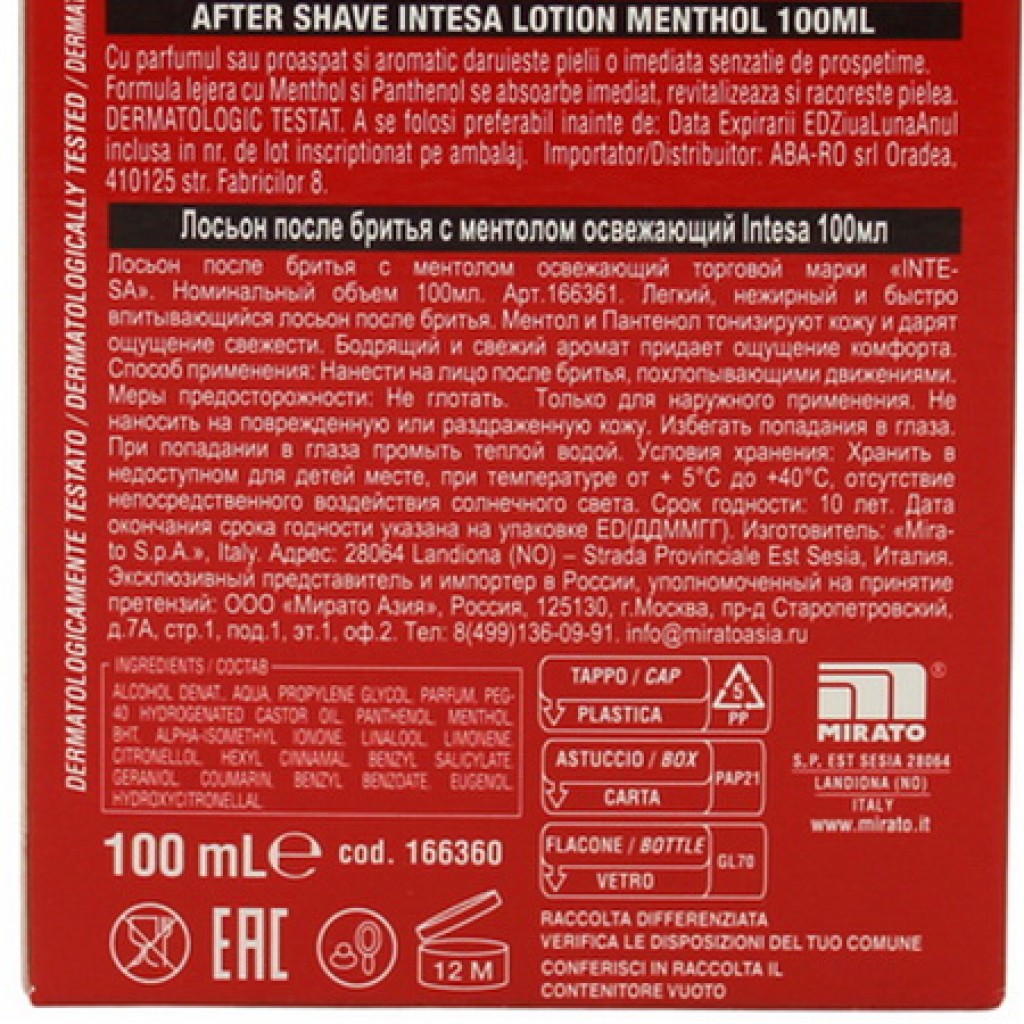 AFTER SHAVE INTESA LOTION MENTHOL 100ML
Cu parfumul sau proaspat si aromatic daruieste pielii o imediata senzatie de prospetime.
Formula lejera cu Menthol si Panthenol se absoarbe imediat, revitalizeaza si racoreste pielea.
DERMATOLOGIC TESTAT. A se folosi preferabil inainte de: Data Expirarii EDZiuaLunaAnul
inclusa in nr. de lot inscriptionat pe ambalaj. Importator/Distribuitor: ABA-RO srl Oradea,
410125 str. Fabricilor 8.
Лосьон после бритья с ментолом освежающий Intesa 100мл
Лосьон после бритья с ментолом освежающий торговой марки «INTE-
SA». Номинальный объем 100мл. Арт.166361. Легкий, нежирный и быстро
впитывающийся лосьон после бритья. Ментол и Пантенол тонизируют кожу и дарят
ощущение свежести. Бодрящий и свежий аромат придает ощущение комфорта.
Способ применения: Нанести на лицо после бритья, похлопывающими движениями.
Меры предосторожности: Не глотать. Только для наружного применения. Не
наносить на поврежденную или раздраженную кожу. Избегать попадания в глаза.
При попадании в глаза промыть теплой водой. Условия хранения: Хранить в
недоступном для детей месте, при температуре от + 5°C до +40°C, отсутствие
непосредственного воздействия солнечного света. Срок годности: 10 лет. Дата
окончания срока годности указана на упаковке ED(ДДММГГ). Изготовитель: «Mira-
to S.p.A.», Italy. Адрес: 28064 Landiona (NO) – Strada Provinciale Est Sesia, Италия.
Эксклюзивный представитель и импортер в России, уполномоченный на принятие
претензий: ООО «Мирато Азия», Россия, 125130, г.Москва, пр-д Старопетровский,
д.7А, стр.1, под.1, эт.1, оф.2. Тел: 8(499)136-09-91. info@miratoasia.ru
DERMATOLOGICAMENTE TESTATO / DERMATOLOGICALLY TESTED / DERMAT
INGREDIENTS / СОСТАВ
ALCOHOL DENAT., AQUA, PROPYLENE GLYCOL, PARFUM, PEG-
40 HYDROGENATED CASTOR OIL, PANTHENOL, MENTHOL,
BHT, ALPHA-ISOMETHYL IONONE, LINALOOL, LIMONENE,
CITRONELLOL, HEXYL CINNAMAL, BENZYL SALICYLATE,
GERANIOL, COUMARIN, BENZYL BENZOATE, EUGENOL,
HYDROXYCITRONELLAL.
TAPPO / CAP
PLASTICA
5
PP
ASTUCCIO / BOX
CARTA
PAP21
FLACONE / BOTTLE
VETRO
GL70
MIRATO®
S.P. EST SESIA 28064
LANDIONA (NO)
ITALY
www.mirato.it
100 mL e cod. 166360
EAC
12 M
RACCOLTA DIFFERENZIATA
VERIFICA LE DISPOSIZIONI DEL TUO COMUNE
CONFERISCI IN RACCOLTA IL
CONTENITORE VUOTO